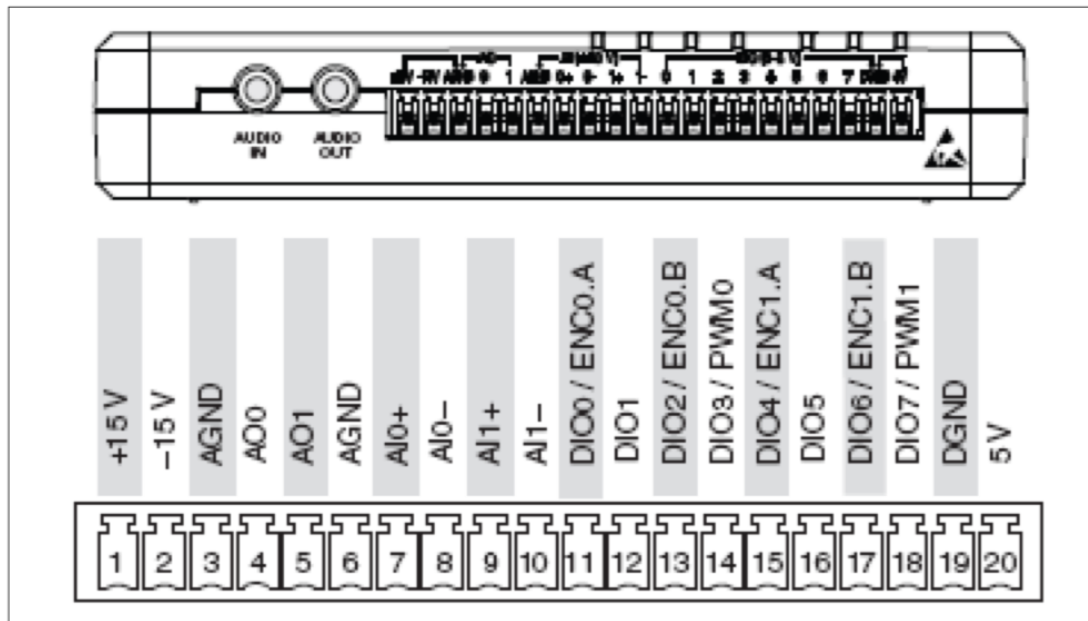 AUDIO
IN
AUDIO
OUT
+15 V
−15 V
AGND
AO0
AO1
AGND
AI0+
AI0−
AI1+
AI1−
DIO0 / ENC0.A
DIO1
DIO2 / ENC0.B
DIO3 / PWM0
DIO4 / ENC1.A
DIO5
DIO6 / ENC1.B
DIO7 / PWM1
DGND
5 V
1 2 3 4 5 6 7 8 9 10 11 12 13 14 15 16 17 18 19 20